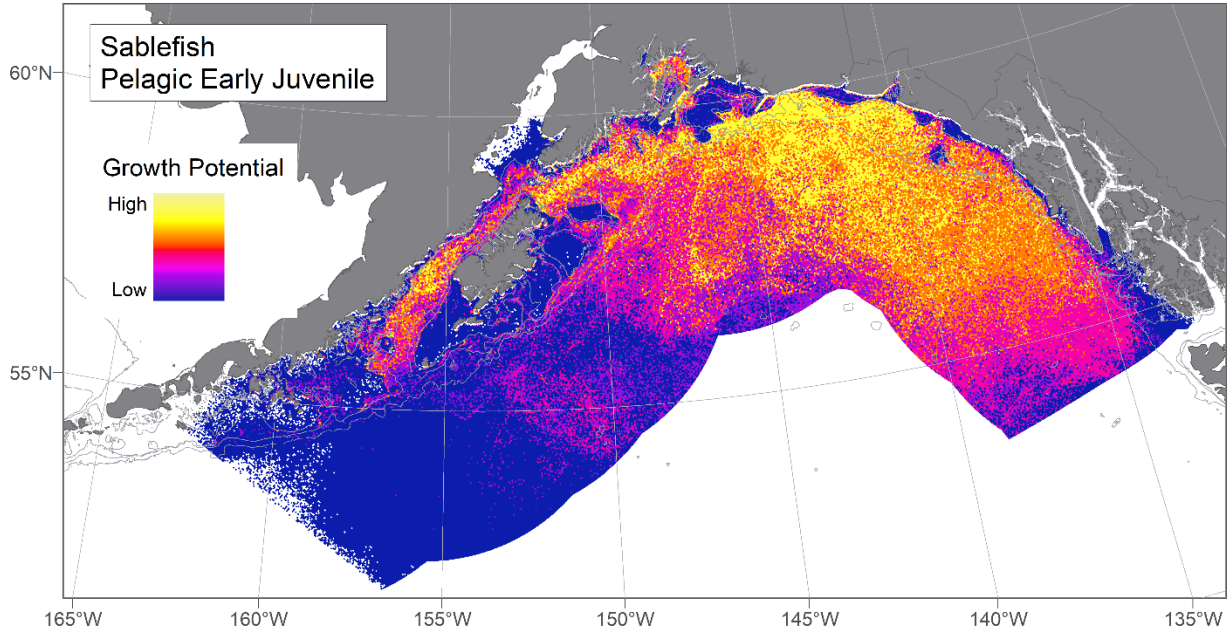 Sablefish
Pelagic Early Juvenile
60°N
Growth Potential
High
Low
55°N
165°W 160°W 155°W 150°W 145°W 140°W 135°W